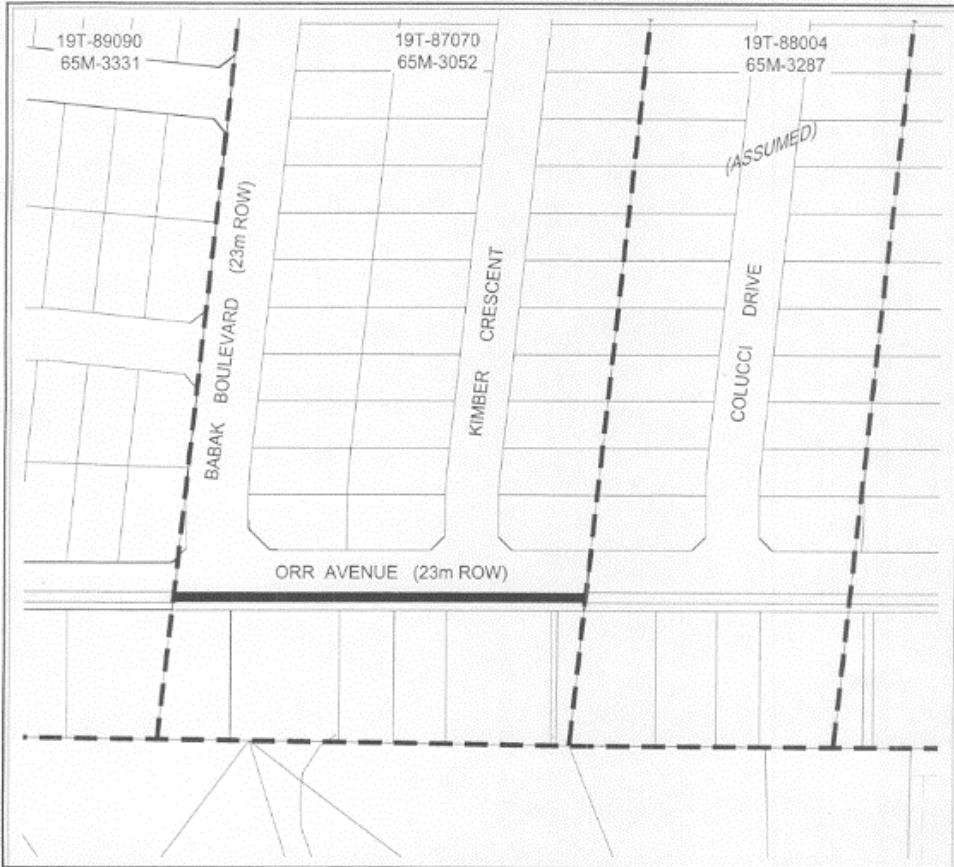 19T-89090
65M-3331
19T-87070
65M-3052
19T-88004
65M-3287
(ASSUMED)
BABAK BOULEVARD (23m ROW)
KIMBER CRESCENT
COLUCCI DRIVE
ORR AVENUE (23m ROW)